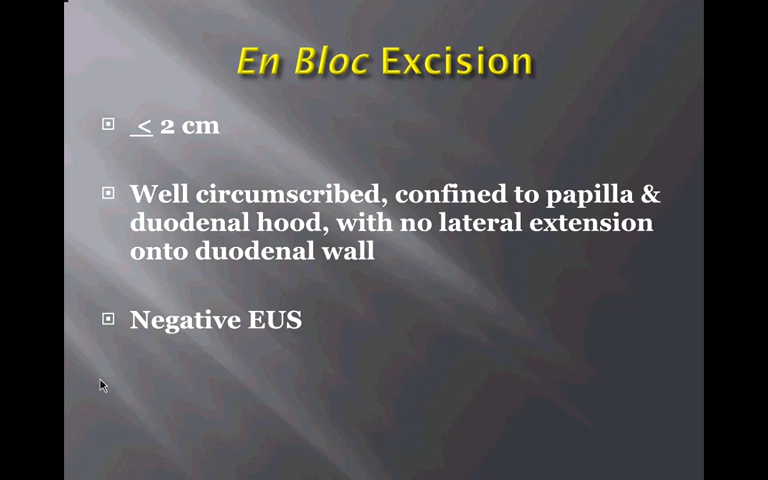 En Bloc Excision
≤ 2 cm
Well circumscribed, confined to papilla &
duodenal hood, with no lateral extension
onto duodenal wall
Negative EUS